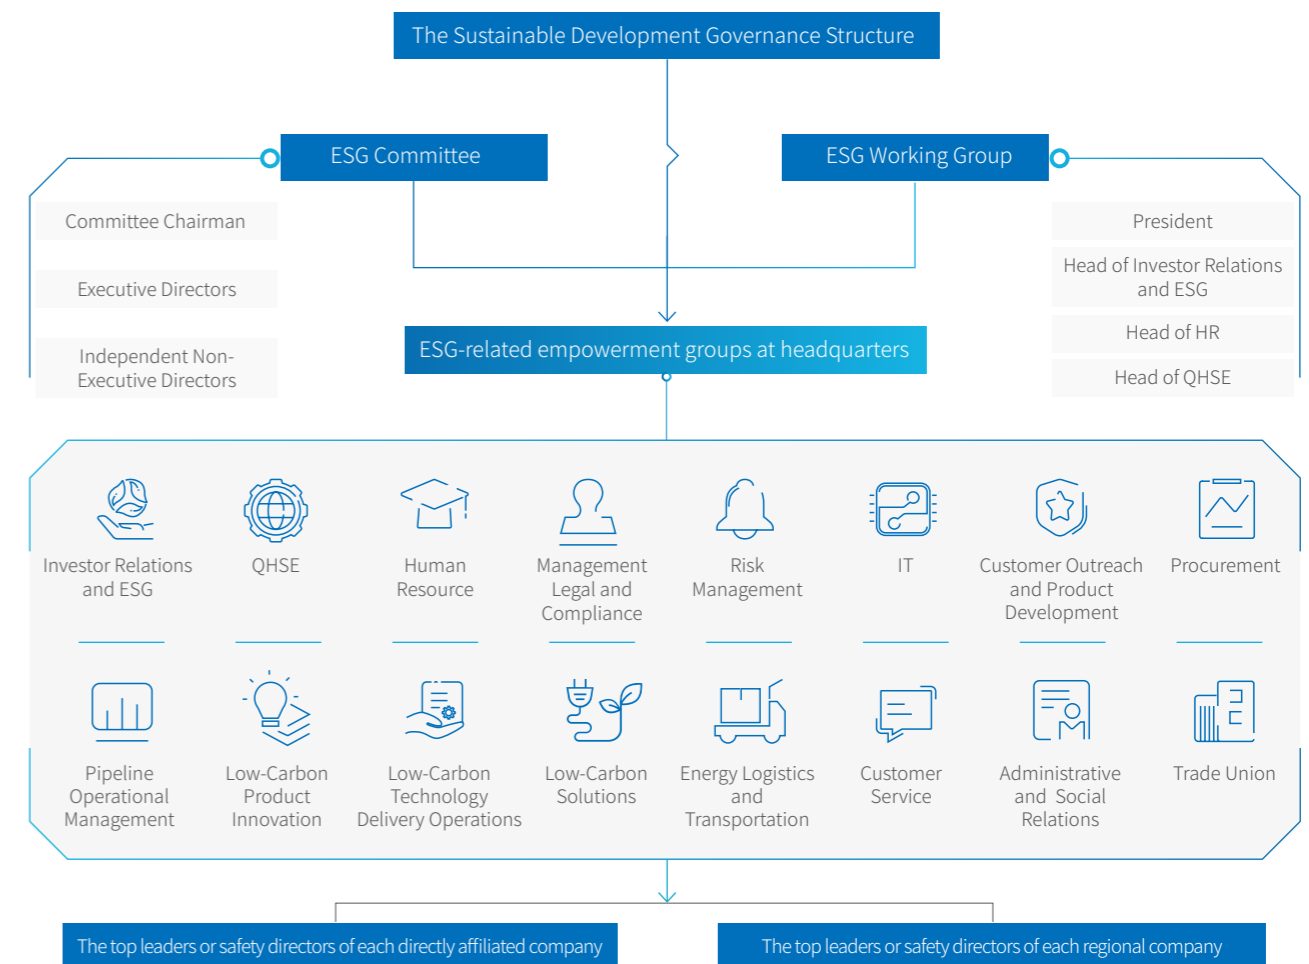 The Sustainable Development Governance Structure
ESG Committee
ESG Working Group
Committee Chairman
Executive Directors
Independent Non-
Executive Directors
President
Head of Investor Relations
and ESG
Head of HR
Head of QHSE
ESG-related empowerment groups at headquarters
Investor Relations
and ESG
QHSE
Human
Resource
Management
Legal and
Compliance
Risk
Management
IT
Customer Outreach
and Product
Development
Procurement
Pipeline
Operational
Management
Low-Carbon
Product
Innovation
Low-Carbon
Technology
Delivery Operations
Low-Carbon
Solutions
Energy Logistics
and
Transportation
Customer
Service
Administrative
and Social
Relations
Trade Union
The top leaders or safety directors of each directly affiliated company
The top leaders or safety directors of each regional company